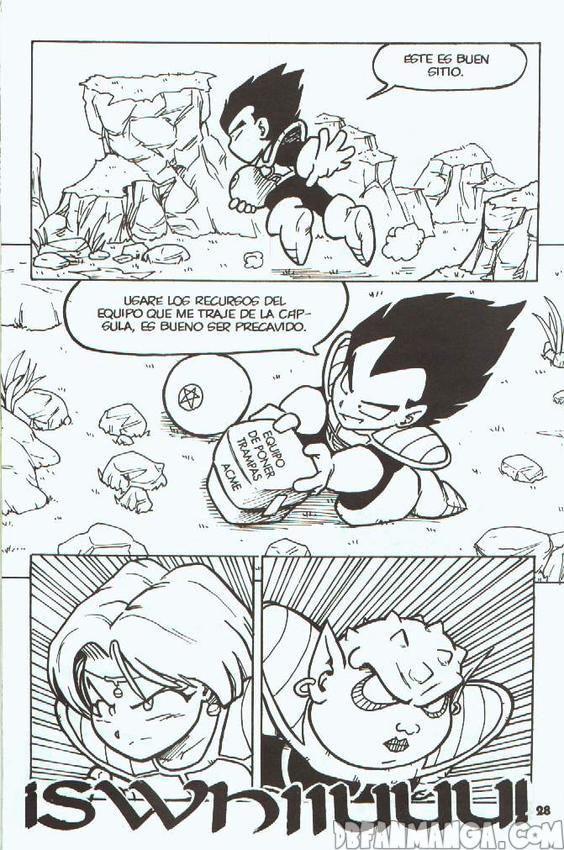 ESTE ES BUEN
SITIO.
USARE LOS RECURSOS DEL
EQUIPO QUE ME TRAJE DE LA CAP-
SULA, ES BUENO SER PRECAVIDO.
EQUIPO
DE PONER
TRAMPAS
ACME
¡SWHIIUUUU!
28
DBFANMANGA.COM